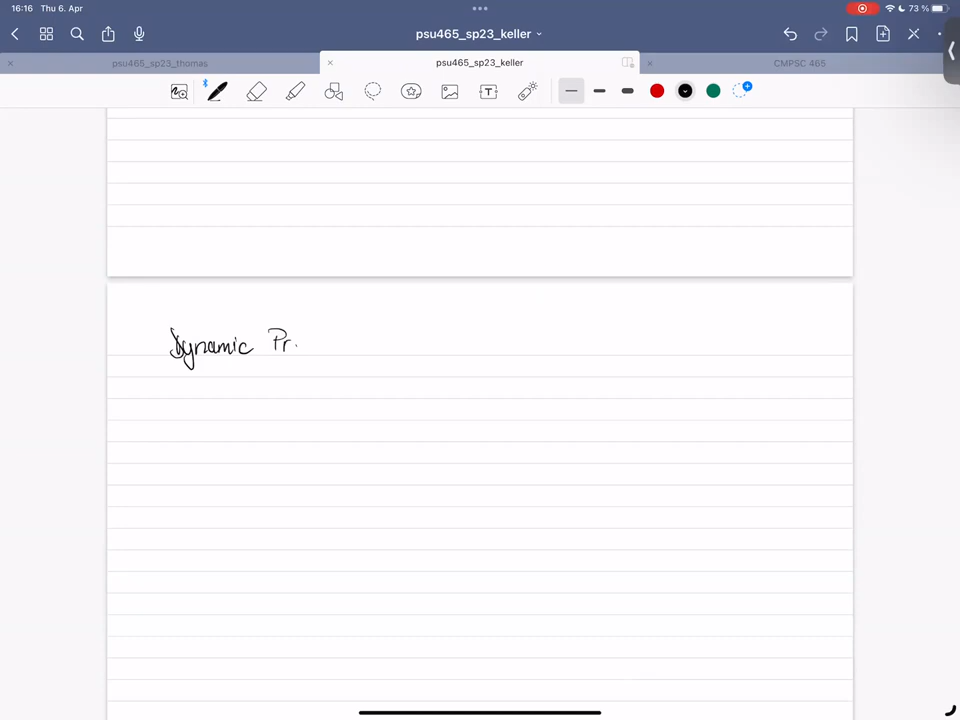 16:16 Thu 6. Apr
73 %
psu465_sp23_keller
psu465_sp23_thomas
psu465_sp23_keller
CMPSC 465
T
Dynamic Pr.